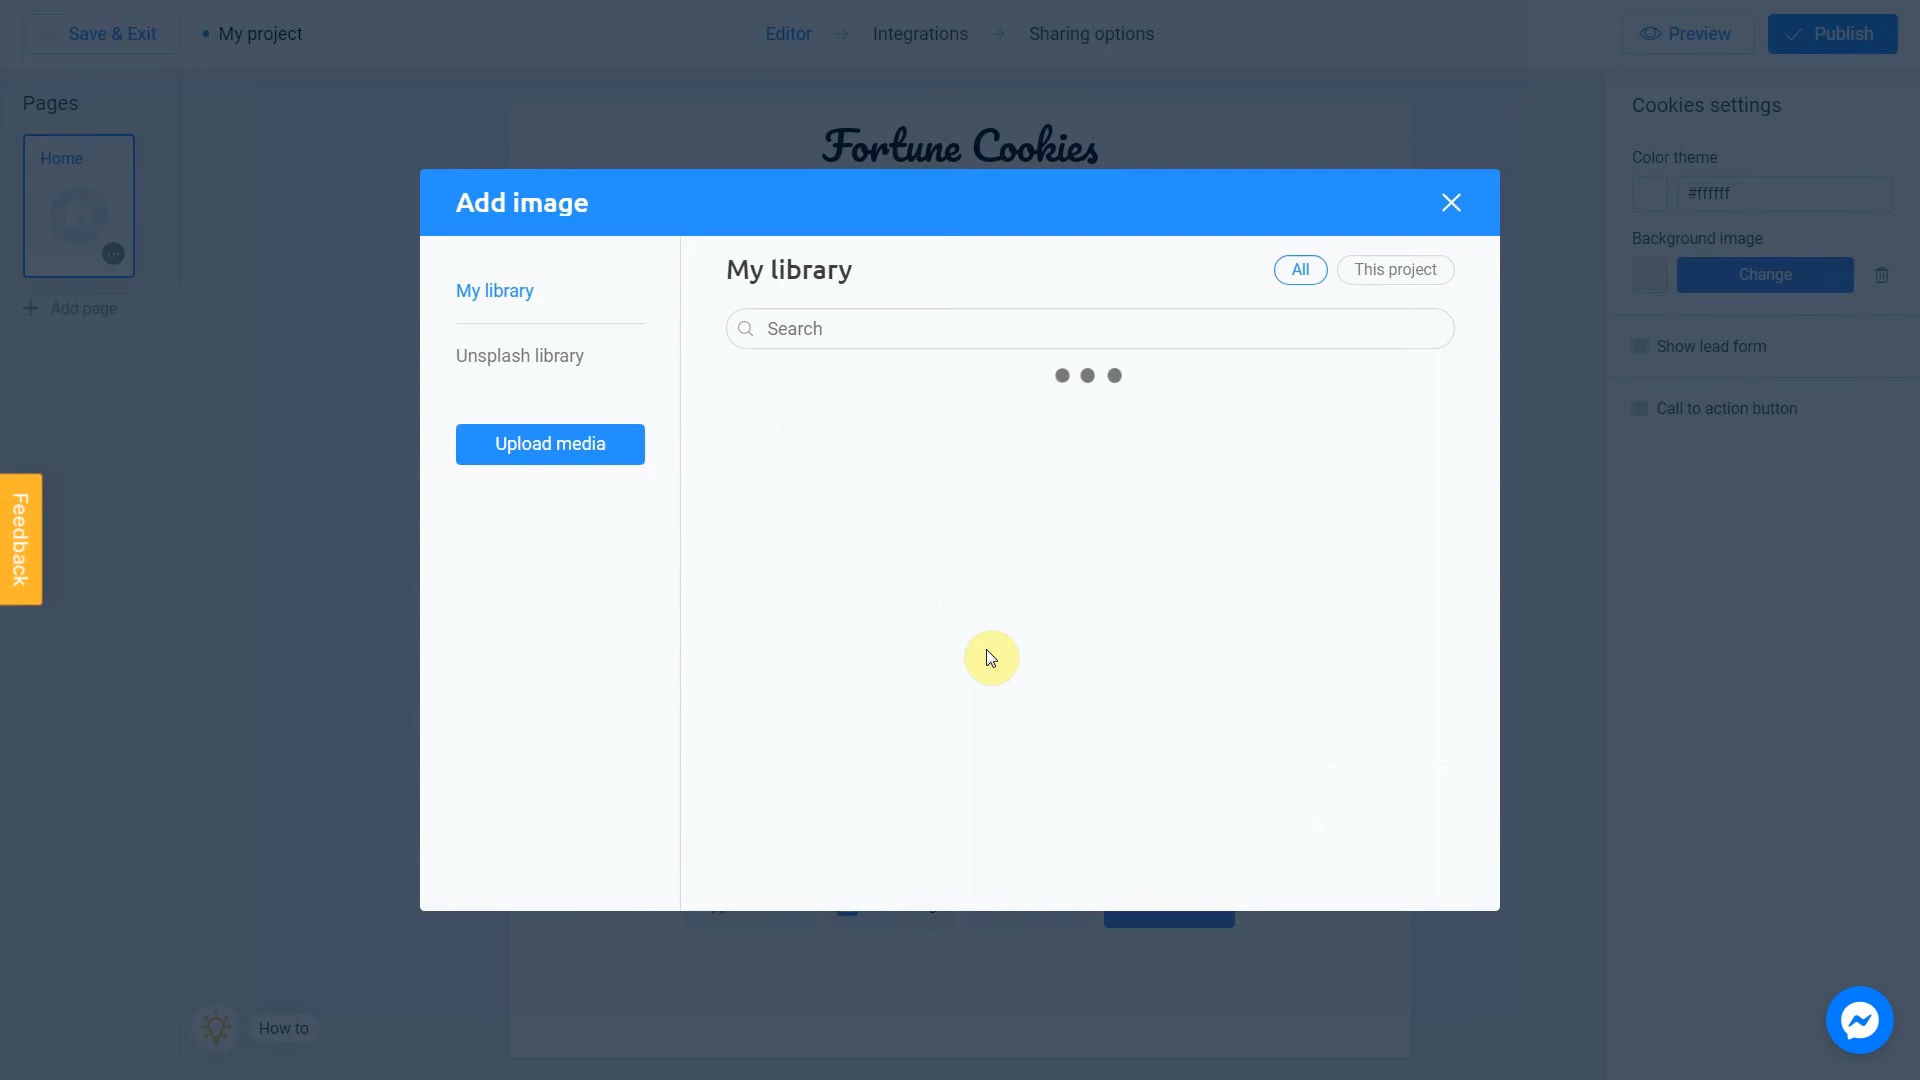 Save & Exit
My project
Editor
Integrations
Sharing options
Preview
Publish
Pages
Home
Add page
Fortune Cookies
Cookies settings
Color theme
#ffffff
Background image
Change
Show lead form
Call to action button
Add image
My library
Unsplash library
Upload media
My library
All
This project
Search
Feedback
How to